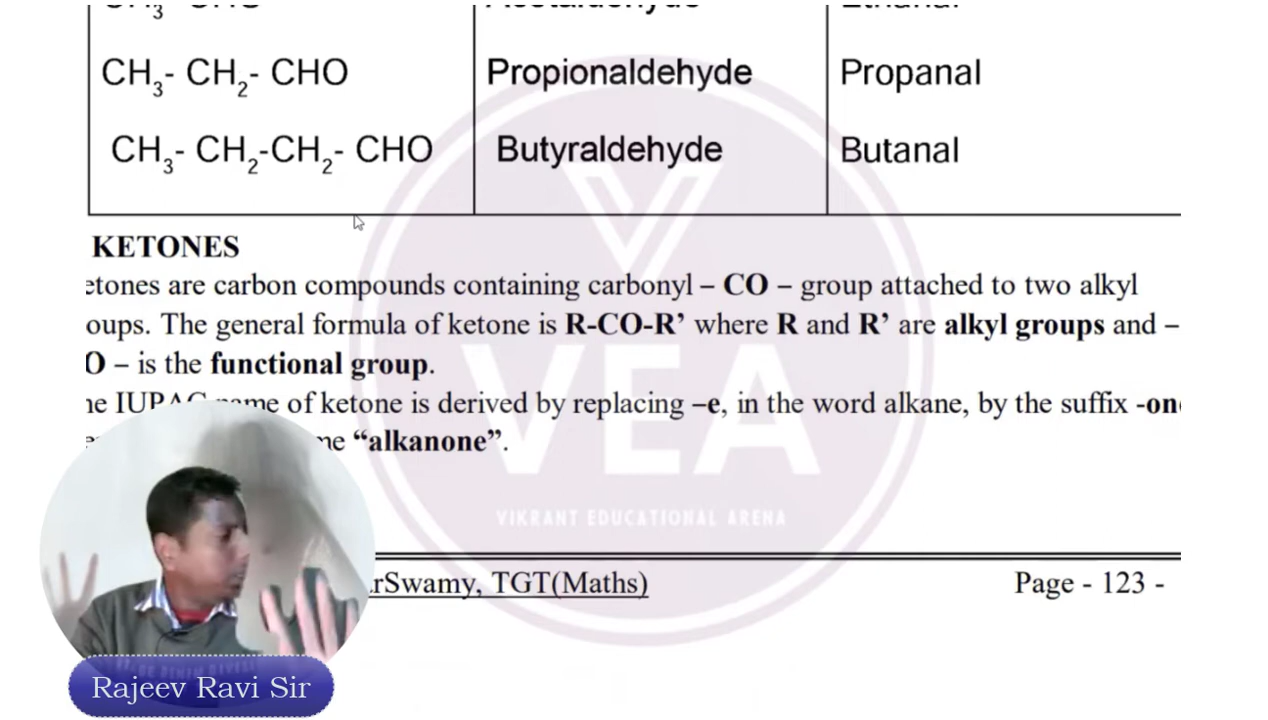 CH3- CH2- CHO Propionaldehyde Propanal
CH3- CH2-CH2- CHO Butyraldehyde Butanal
KETONES
etones are carbon compounds containing carbonyl – CO – group attached to two alkyl
oups. The general formula of ketone is R-CO-R’ where R and R’ are alkyl groups and –
O – is the functional group.
of ketone is derived by replacing –e, in the word alkane, by the suffix -on
“alkanone”.
VEA
VIKRANT EDUCATIONAL ARENA
rSwamy, TGT(Maths) Page - 123 -
Rajeev Ravi Sir